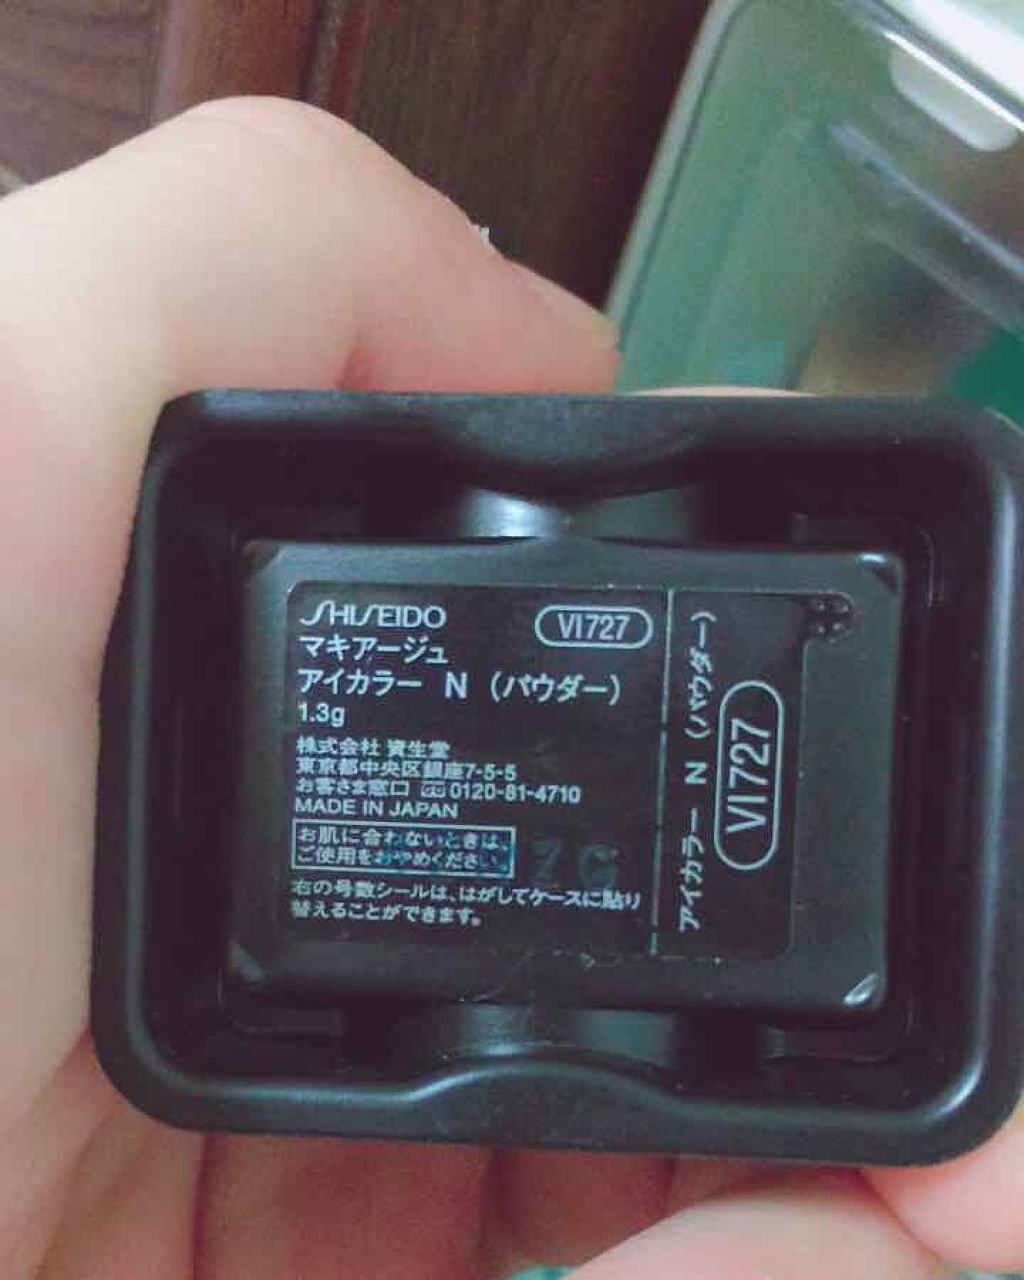 SHISEIDO
VI727
マキアージュ
アイカラー N (パウダー)
1.3g
株式会社 資生堂
東京都中央区銀座7-5-5
お客さま窓口 0120-81-4710
MADE IN JAPAN
お肌に合わないときは、
ご使用をおやめください。
右の号数シールは、はがしてケースに貼り
替えることができます。
アイカラー N (パウダー)
VI727